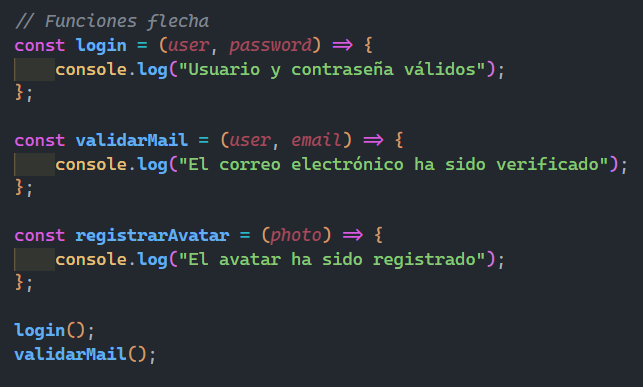 // Funciones flecha
const login = (user, password) => {
    console.log("Usuario y contraseña válidos");
};

const validarMail = (user, email) => {
    console.log("El correo electrónico ha sido verificado");
};

const registrarAvatar = (photo) => {
    console.log("El avatar ha sido registrado");
};

login();
validarMail();